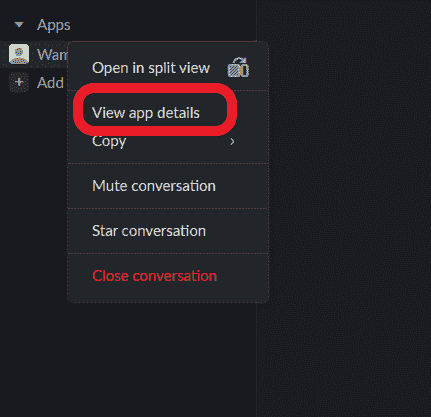 Apps
Wam
Add
Open in split view
View app details
Copy
Mute conversation
Star conversation
Close conversation